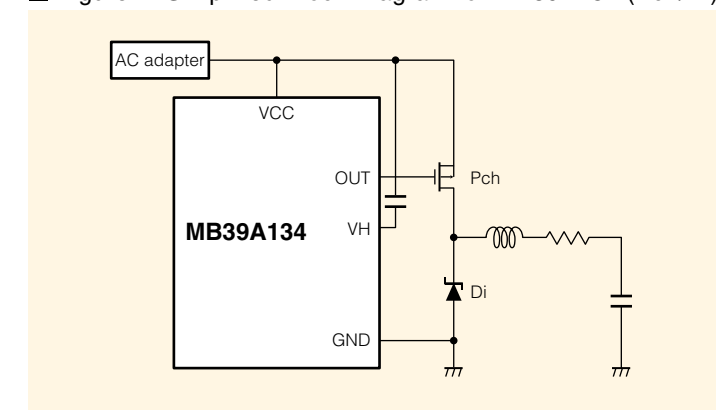 AC adapter
VCC
OUT
Pch
MB39A134
VH
Di
GND